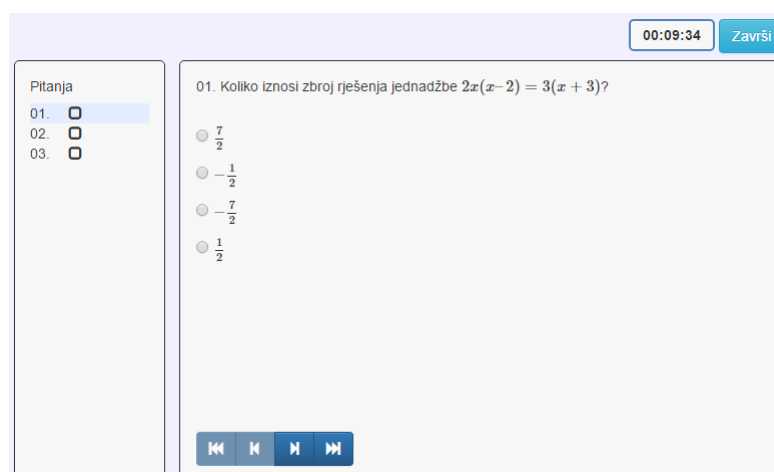 00:09:34
Završi
Pitanja
01.
02.
03.
01. Koliko iznosi zbroj rješenja jednadžbe 2x(x–2) = 3(x + 3)?
7/2
−1/2
−7/2
1/2